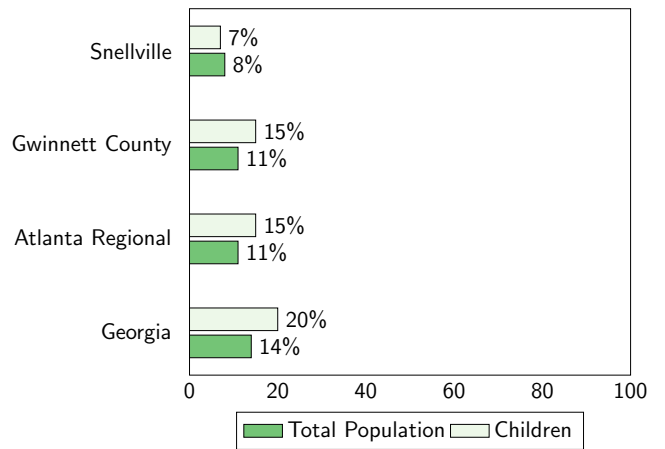 Snellville
7%
8%
Gwinnett County
15%
11%
Atlanta Regional
15%
11%
Georgia
20%
14%
0 20 40 60 80 100
Total Population Children